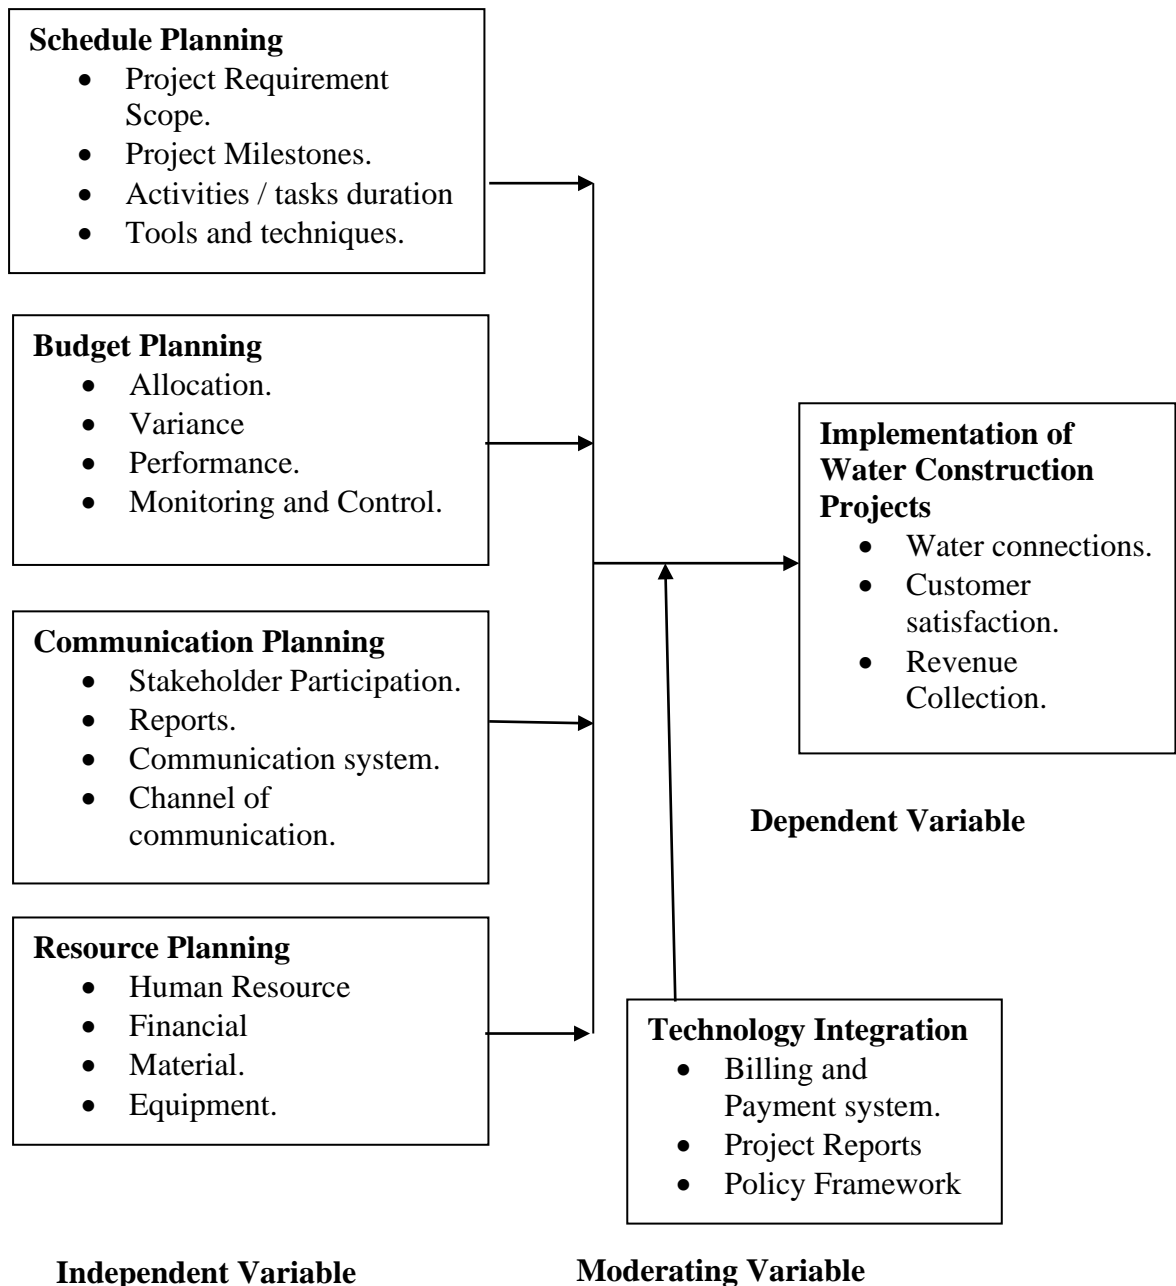 Schedule Planning
• Project Requirement
Scope.
• Project Milestones.
• Activities / tasks duration
• Tools and techniques.
Budget Planning
• Allocation.
• Variance
• Performance.
• Monitoring and Control.
Communication Planning
• Stakeholder Participation.
• Reports.
• Communication system.
• Channel of
communication.
Resource Planning
• Human Resource
• Financial
• Material.
• Equipment.
Independent Variable
Implementation of
Water Construction
Projects
• Water connections.
• Customer
satisfaction.
• Revenue
Collection.
Dependent Variable
Technology Integration
• Billing and
Payment system.
• Project Reports
• Policy Framework
Moderating Variable